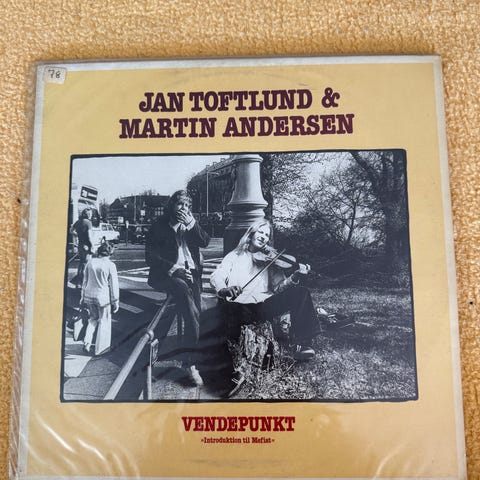 78
JAN TOFTLUND &
MARTIN ANDERSEN
VENDEPUNKT
»Introduktion til Mefist«